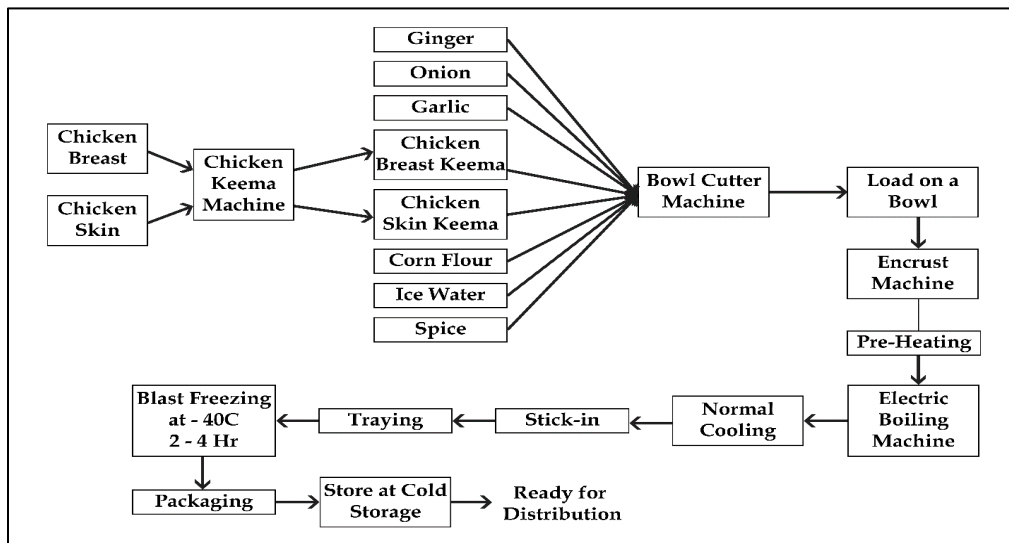 Ginger
Onion
Garlic
Chicken
Breast
Chicken
Skin
Chicken
Keema
Machine
Chicken
Breast Keema
Chicken
Skin Keema
Corn Flour
Ice Water
Spice
Bowl Cutter
Machine
Load on a
Bowl
Encrust
Machine
Pre-Heating
Electric
Boiling
Machine
Normal
Cooling
Stick-in
Traying
Blast Freezing
at - 40C
2 - 4 Hr
Packaging
Store at Cold
Storage
Ready for
Distribution